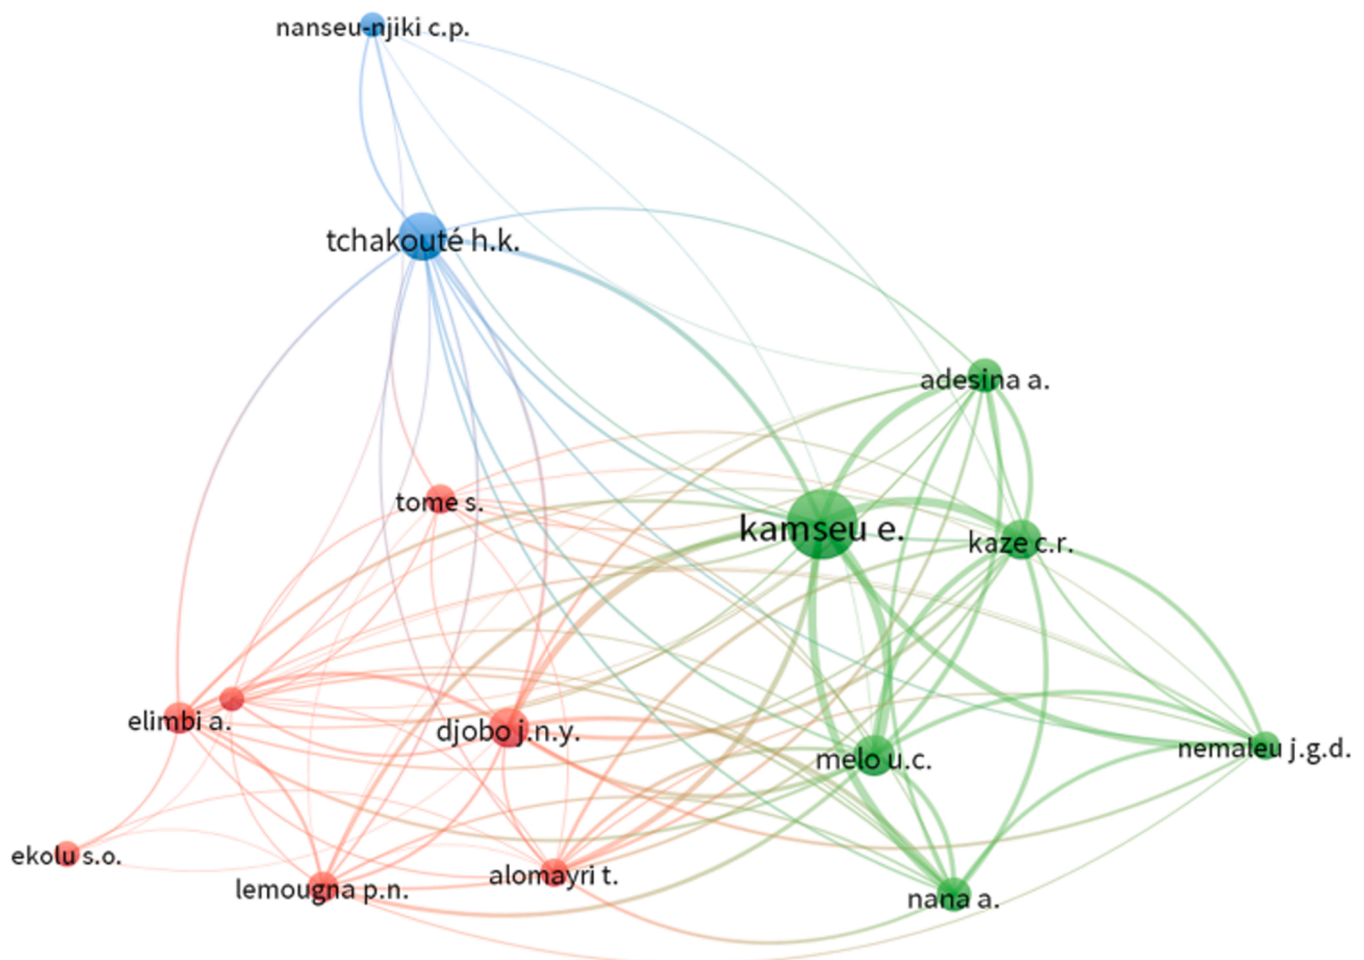 nanseu-njiki c.p.
tchakouté h.k.
adesina a.
tome s.
kamseu e.
kaze c.r.
elimbi a.
djobo j.n.y.
melo u.c.
nemaleu j.g.d.
ekolu s.o.
lemougna p.n.
alomayri t.
nana a.